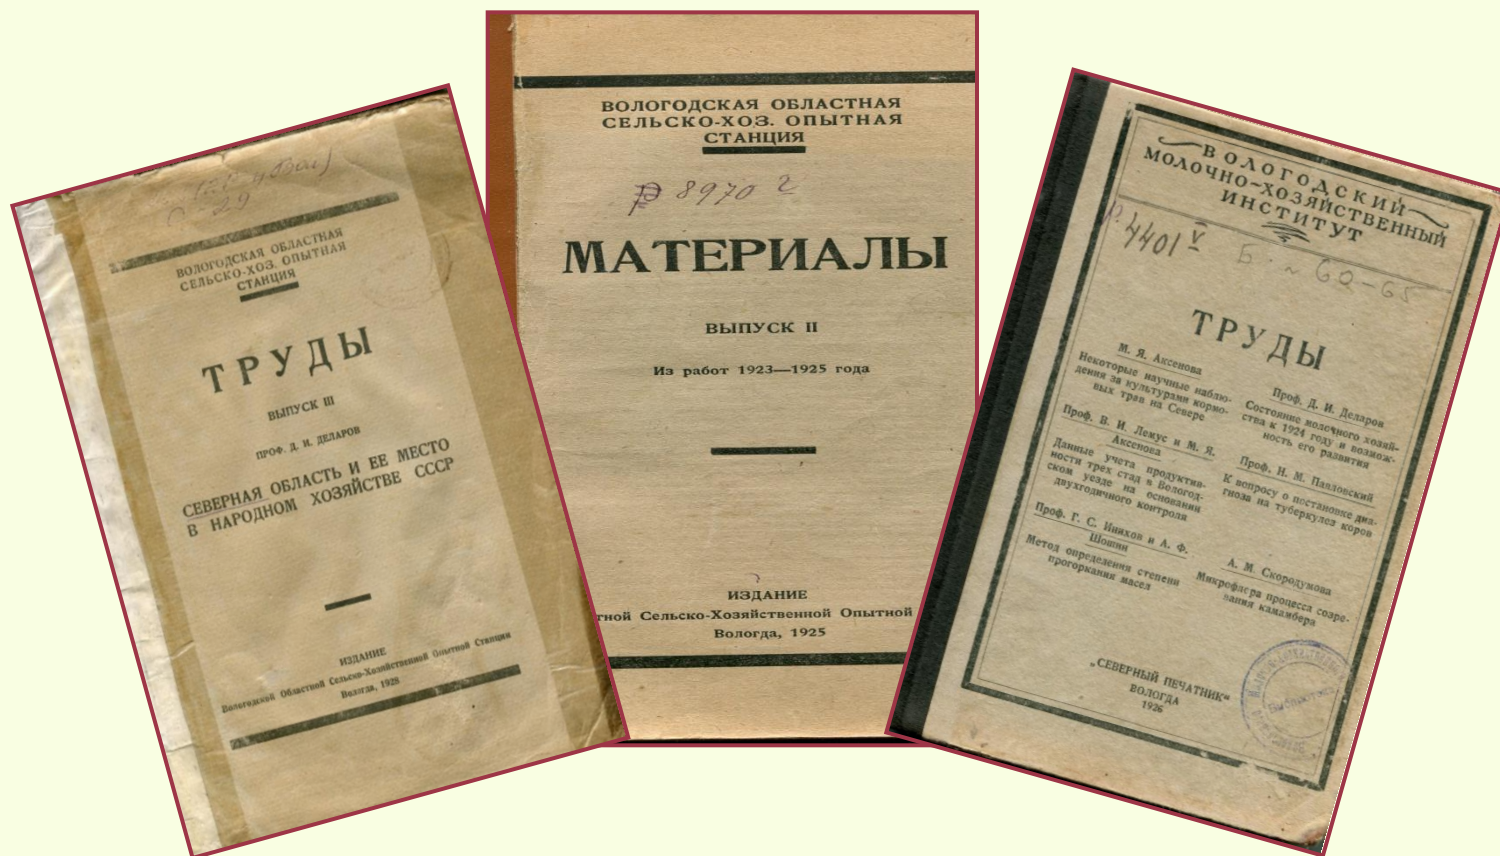 С-29
ВОЛОГОДСКАЯ ОБЛАСТНАЯ
СЕЛЬСКО-ХОЗ. ОПЫТНАЯ
СТАНЦИЯ
ТРУДЫ
ВЫПУСК III
ПРОФ. Д. И. ДЕЛАРОВ
СЕВЕРНАЯ ОБЛАСТЬ И ЕЕ МЕСТО
В НАРОДНОМ ХОЗЯЙСТВЕ СССР
ИЗДАНИЕ
Вологодской Областной Сельско-Хозяйственной Опытной Станции
Вологда, 1928
ВОЛОГОДСКАЯ ОБЛАСТНАЯ
СЕЛЬСКО-ХОЗ. ОПЫТНАЯ
СТАНЦИЯ
Р 8970 2
МАТЕРИАЛЫ
ВЫПУСК II
Из работ 1923—1925 года
ИЗДАНИЕ
тной Сельско-Хозяйственной Опытной
Вологда, 1925
ВОЛОГОДСКИЙ
МОЛОЧНО-ХОЗЯЙСТВЕННЫЙ
ИНСТИТУТ
Р. 4401 V
Б. ~ 62-65
ТРУДЫ
М. Я. Аксенова
Некоторые научные наблю-
дения за культурами кормо-
вых трав на Севере
Проф. В. И. Лемус и М. Я.
Аксенова
Данные учета продуктив-
ности трех стад в Вологод-
ском уезде на основании
двухгодичного контроля
Проф. Г. С. Инихов и А. Ф.
Шошин
Метод определения степени
прогоркания масел
Проф. Д. И. Деларов
Состояние молочного хозяй-
ства к 1924 году и возмож-
ность его развития
Проф. Н. М. Павловский
К вопросу о постановке диа-
гноза на туберкулез коров
А. М. Скородумова
Микрофлера процесса созре-
вания камамбера
„СЕВЕРНЫЙ ПЕЧАТНИК“
ВОЛОГДА
1926
Библиотека